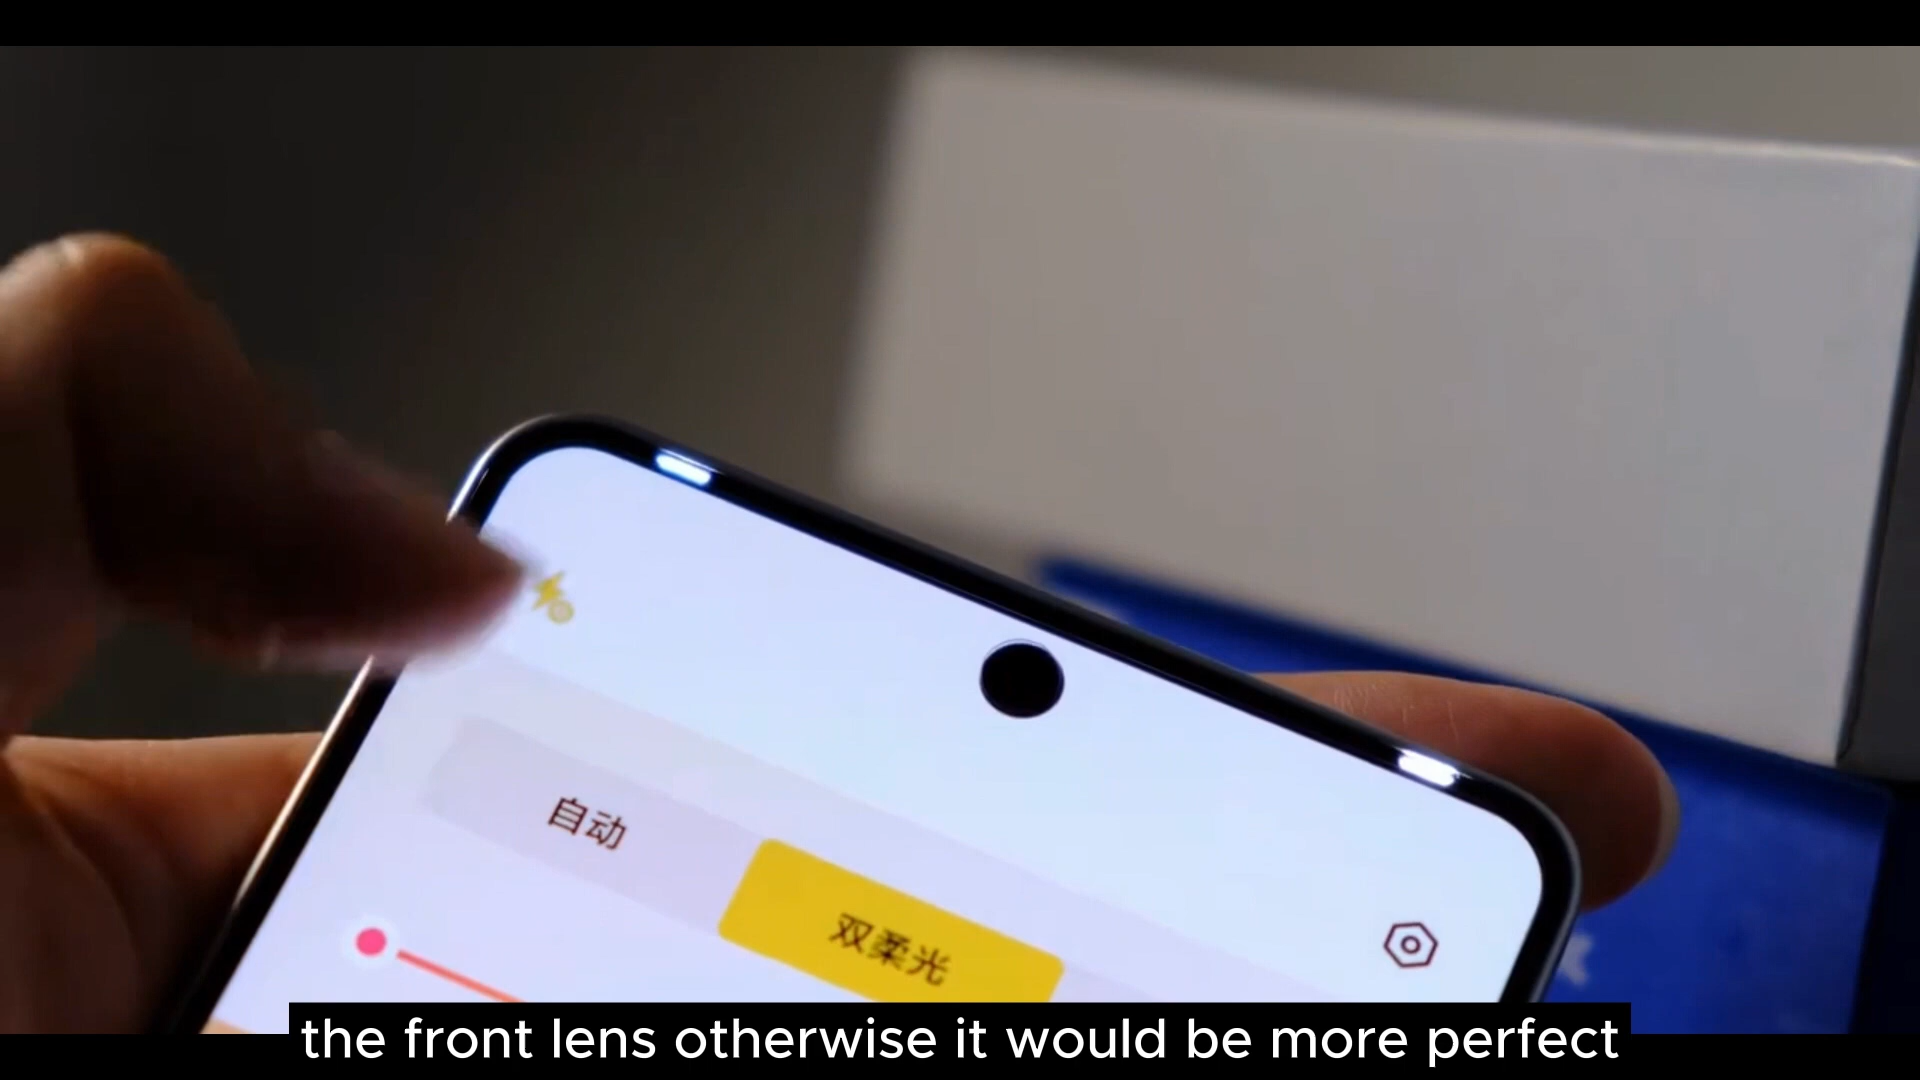 自动
双柔光
the front lens otherwise it would be more perfect